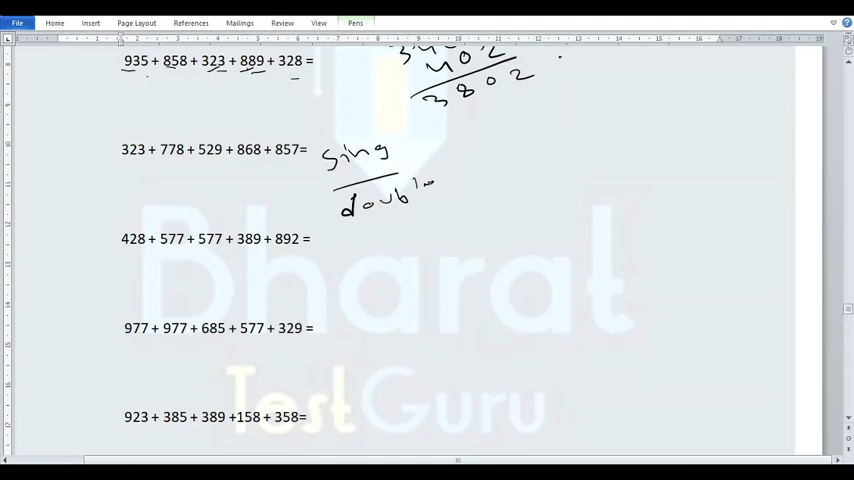 File Home Insert Page Layout References Mailings Review View Pens
402
935 + 858 + 323 + 889 + 328 =
3802
323 + 778 + 529 + 868 + 857=
Sing
doubl
428 + 577 + 577 + 389 + 892 =
Bharat
977 + 977 + 685 + 577 + 329 =
TestGuru
923 + 385 + 389 +158 + 358=